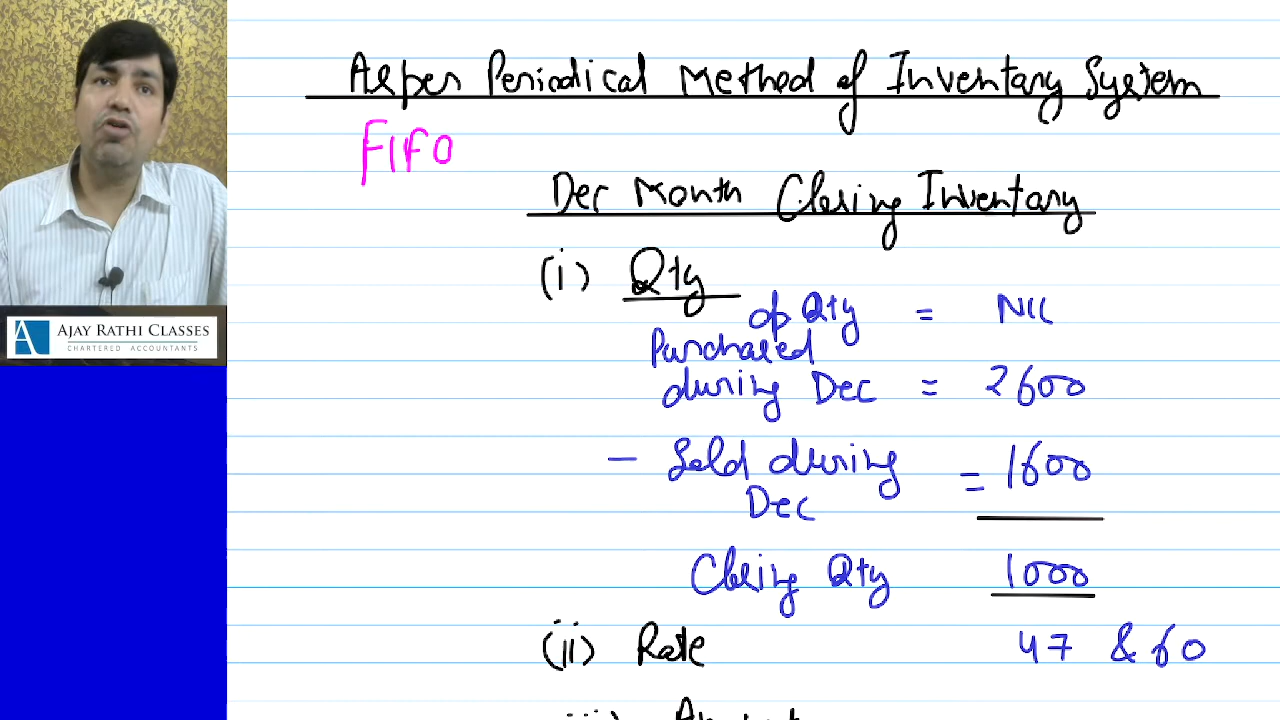 As per Periodical Method of Inventory System
FIFO
Dec Month Closing Inventory
(i) Qty
op Qty = NIL
Purchased
during Dec = 2600
- Sold during = 1600
Dec
Closing Qty 1000
(ii) Rate 47 & 60
AJAY RATHI CLASSES
CHARTERED ACCOUNTANTS